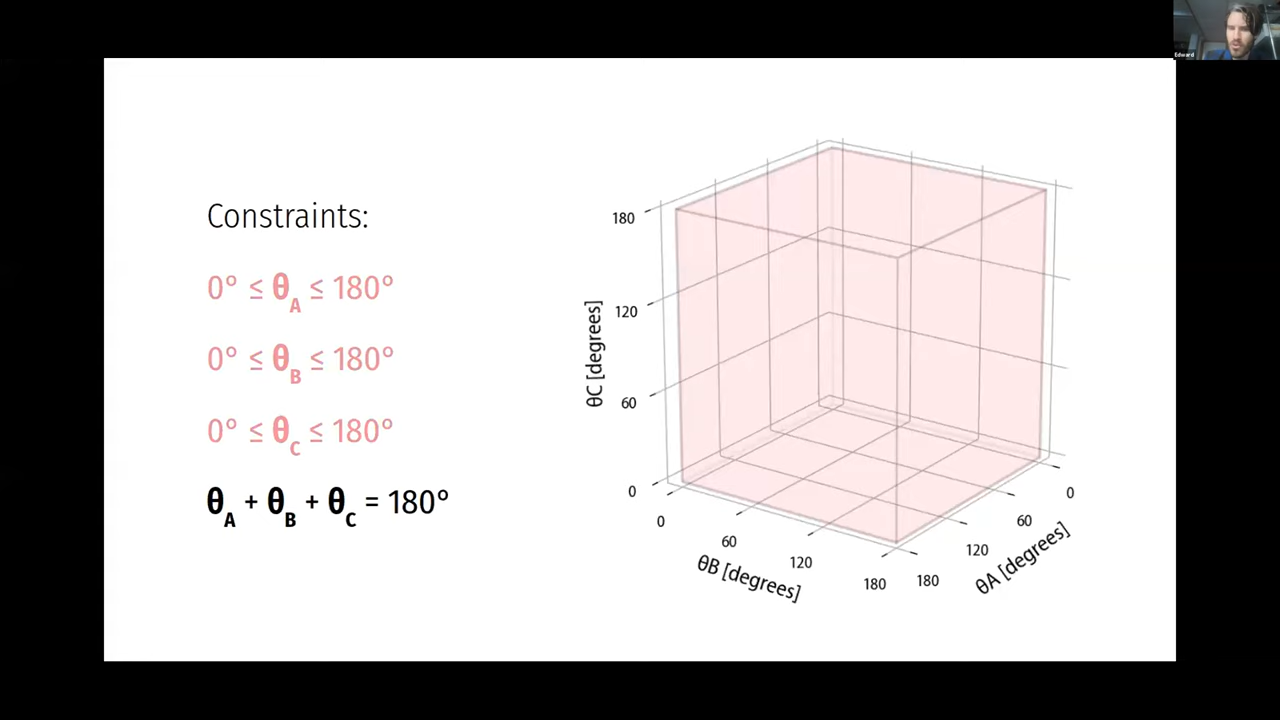 Edward
Constraints:
0° ≤ θA ≤ 180°
0° ≤ θB ≤ 180°
0° ≤ θC ≤ 180°
θA + θB + θC = 180°
180
120
60
0
θC [degrees]
0
60
120
180
θB [degrees]
180
120
60
0
θA [degrees]